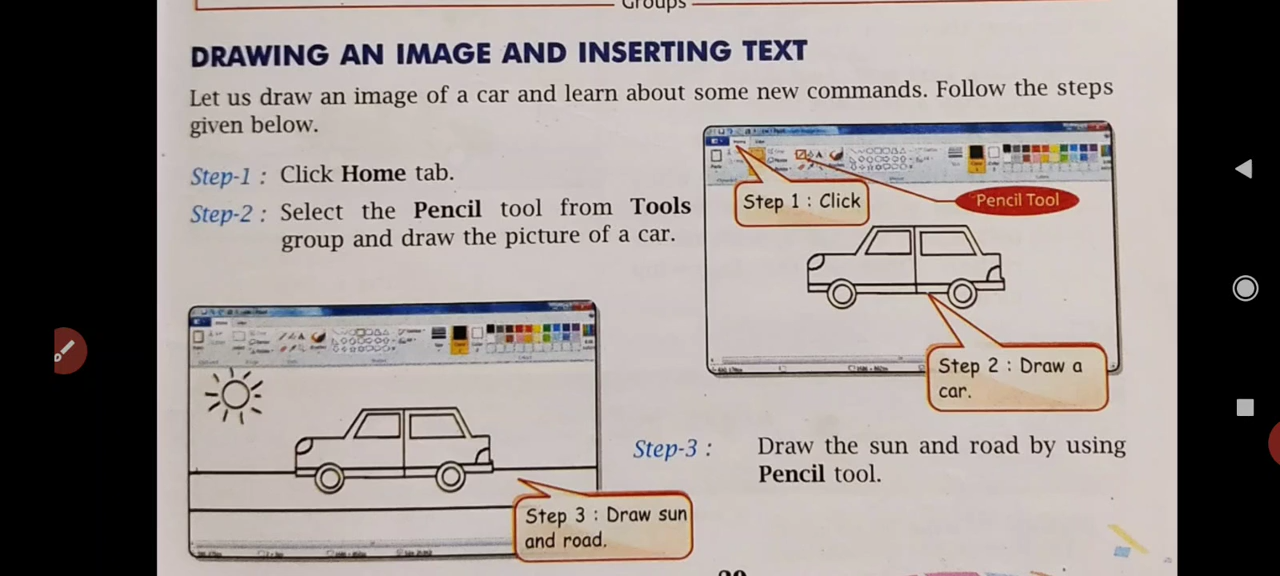 Groups
DRAWING AN IMAGE AND INSERTING TEXT
Let us draw an image of a car and learn about some new commands. Follow the steps
given below.
Step-1 : Click Home tab.
Step-2 : Select the Pencil tool from Tools
group and draw the picture of a car.
Step 1 : Click
Pencil Tool
Step 2 : Draw a
car.
Step-3 : Draw the sun and road by using
Pencil tool.
Step 3 : Draw sun
and road.